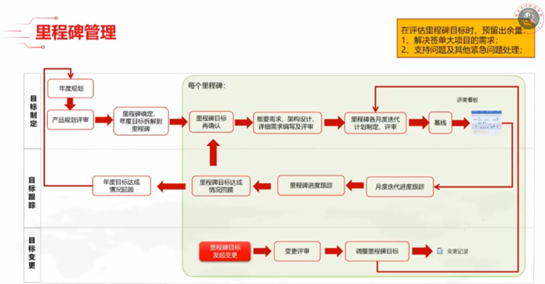 里程碑管理
在评估里程碑目标时，预留出余量：
1、解决签单大项目的需求；
2、支持问题及其他紧急问题处理；
目标制定
年度规划
产品规划评审
里程碑确定，
年度目标拆解到
里程碑
每个里程碑：
里程碑目标
再确认
概要需求、架构设计、
详细需求编写及评审
里程碑各月度迭代
计划制定、评审
基线
进度看板
目标跟踪
年度目标达成
情况回顾
里程碑目标达成
情况回顾
里程碑进度跟踪
月度迭代进度跟踪
目标变更
里程碑目标
发起变更
变更评审
调整里程碑目标
变更记录